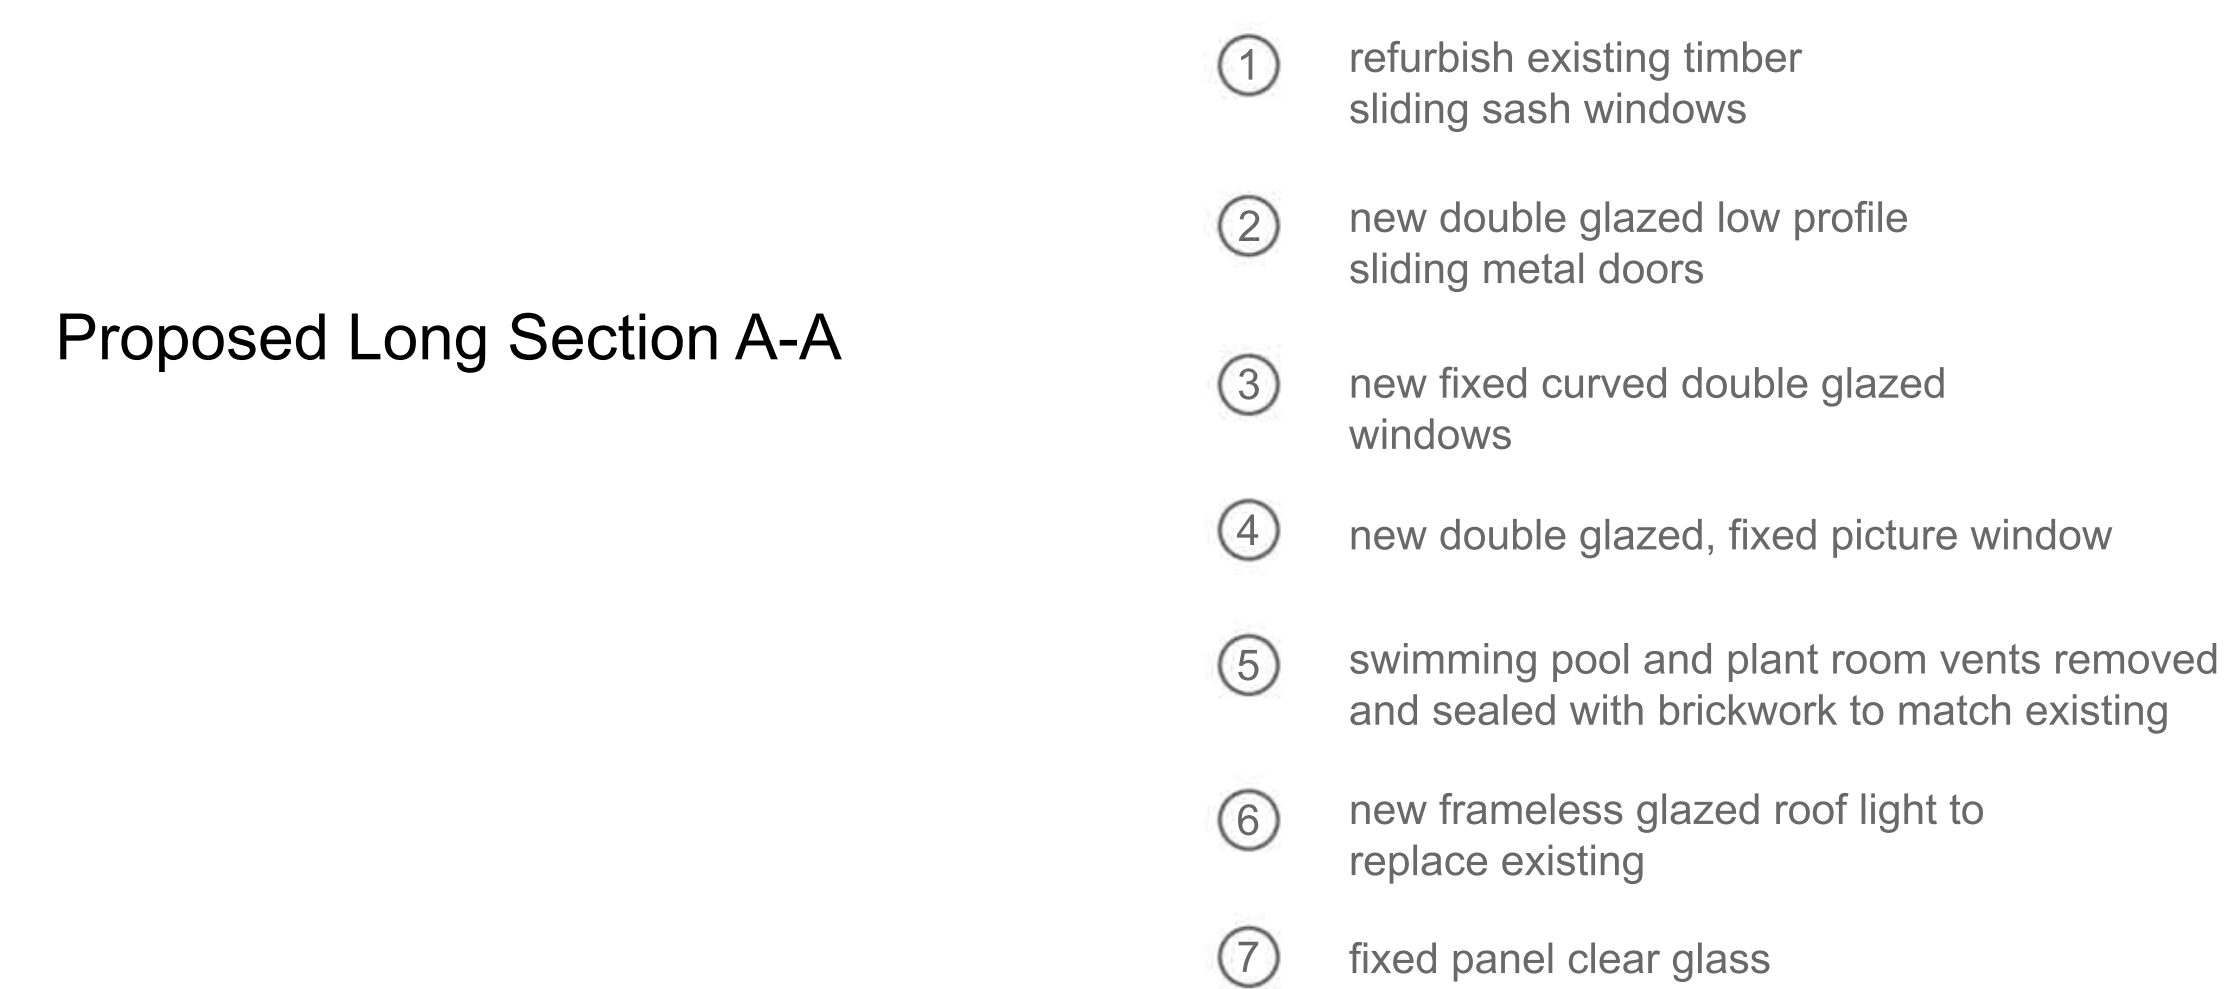 Proposed Long Section A-A
1 refurbish existing timber
sliding sash windows
2 new double glazed low profile
sliding metal doors
3 new fixed curved double glazed
windows
4 new double glazed, fixed picture window
5 swimming pool and plant room vents removed
and sealed with brickwork to match existing
6 new frameless glazed roof light to
replace existing
7 fixed panel clear glass